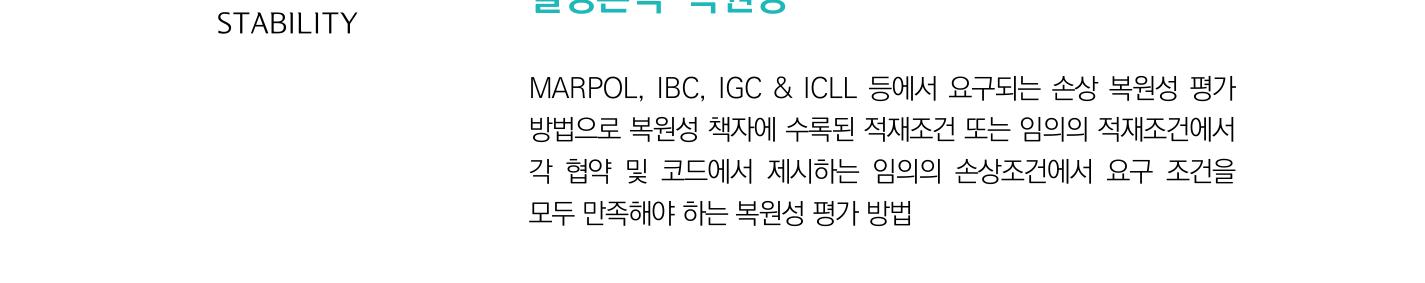 STABILITY
MARPOL, IBC, IGC & ICLL 등에서 요구되는 손상 복원성 평가
방법으로 복원성 책자에 수록된 적재조건 또는 임의의 적재조건에서
각 협약 및 코드에서 제시하는 임의의 손상조건에서 요구 조건을
모두 만족해야 하는 복원성 평가 방법